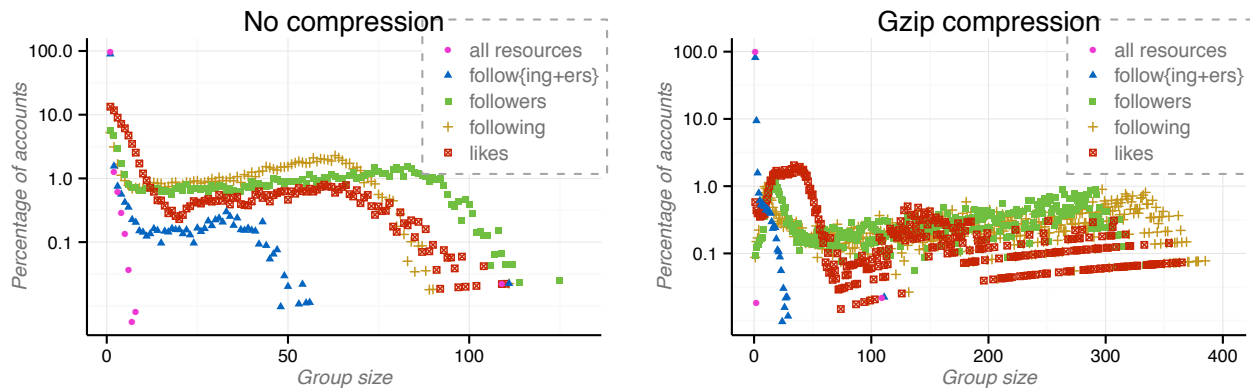 No compression
Percentage of accounts
100.0
10.0
1.0
0.1
0
50
100
Group size
all resources
follow{ing+ers}
followers
following
likes
Gzip compression
Percentage of accounts
100.0
10.0
1.0
0.1
0
100
200
300
400
Group size
all resources
follow{ing+ers}
followers
following
likes